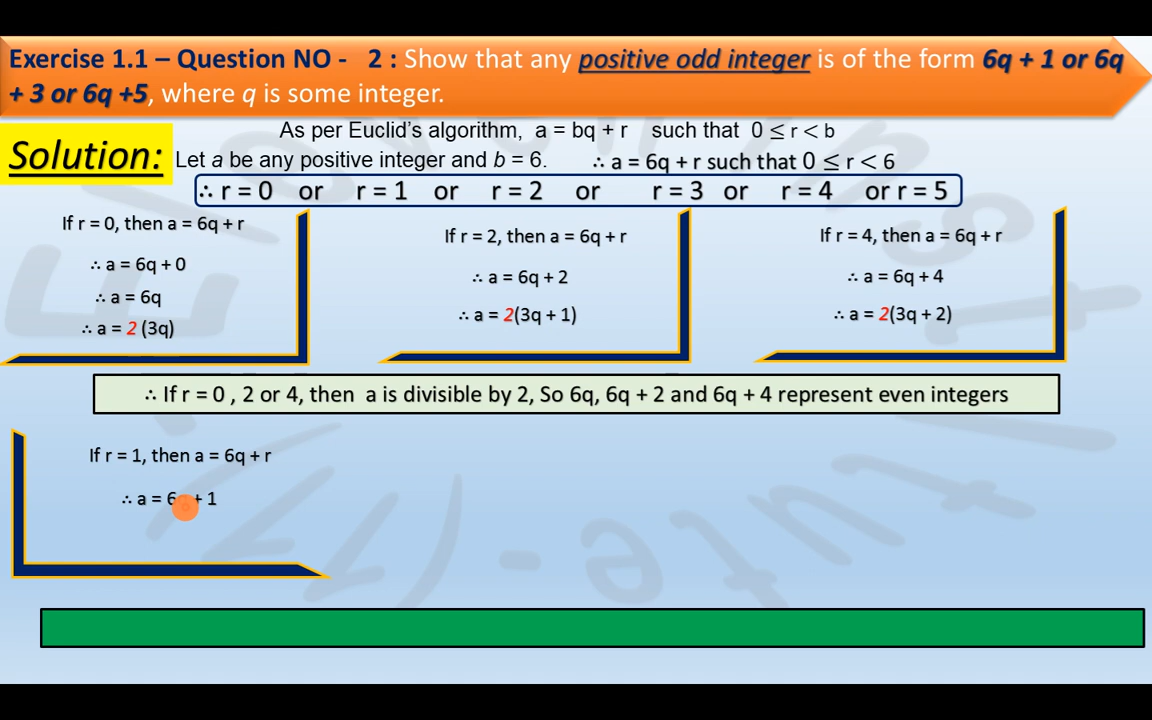 Exercise 1.1 – Question NO - 2 : Show that any positive odd integer is of the form 6q + 1 or 6q
+ 3 or 6q +5, where q is some integer.
As per Euclid's algorithm, a = bq + r such that 0 ≤ r < b
Solution: Let a be any positive integer and b = 6. ∴ a = 6q + r such that 0 ≤ r < 6
∴ r = 0 or r = 1 or r = 2 or r = 3 or r = 4 or r = 5
If r = 0, then a = 6q + r
∴ a = 6q + 0
∴ a = 6q
∴ a = 2 (3q)
If r = 2, then a = 6q + r
∴ a = 6q + 2
∴ a = 2(3q + 1)
If r = 4, then a = 6q + r
∴ a = 6q + 4
∴ a = 2(3q + 2)
∴ If r = 0 , 2 or 4, then a is divisible by 2, So 6q, 6q + 2 and 6q + 4 represent even integers
If r = 1, then a = 6q + r
∴ a = 6q + 1